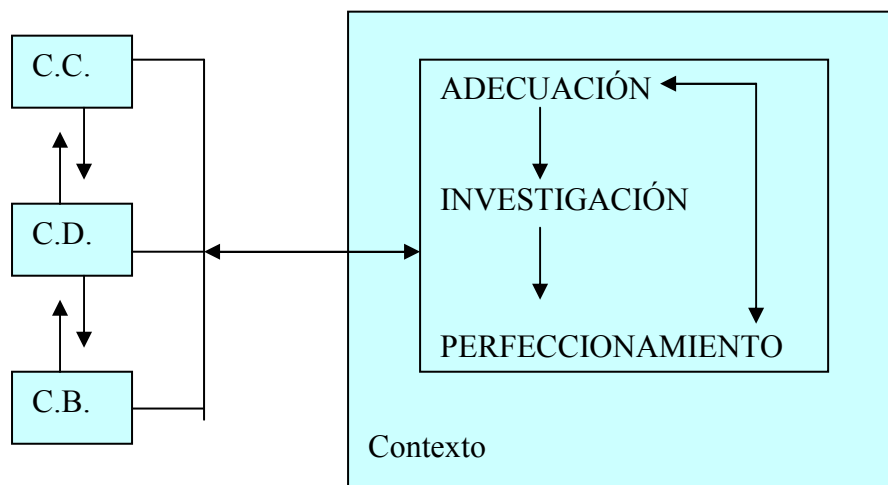 C.C.
C.D.
C.B.
ADECUACIÓN
INVESTIGACIÓN
PERFECCIONAMIENTO
Contexto